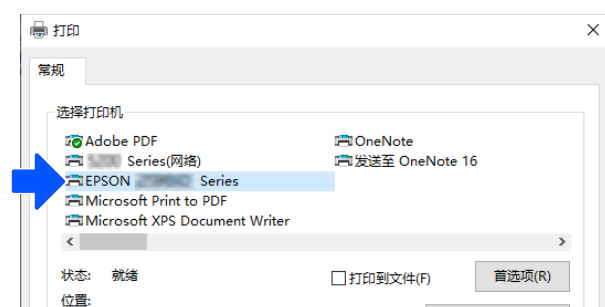 打印
常规
选择打印机
Adobe PDF
OneNote
Series(网络)
发送至 OneNote 16
EPSON Series
Microsoft Print to PDF
Microsoft XPS Document Writer
状态: 就绪
打印到文件(F)
首选项(R)
位置: